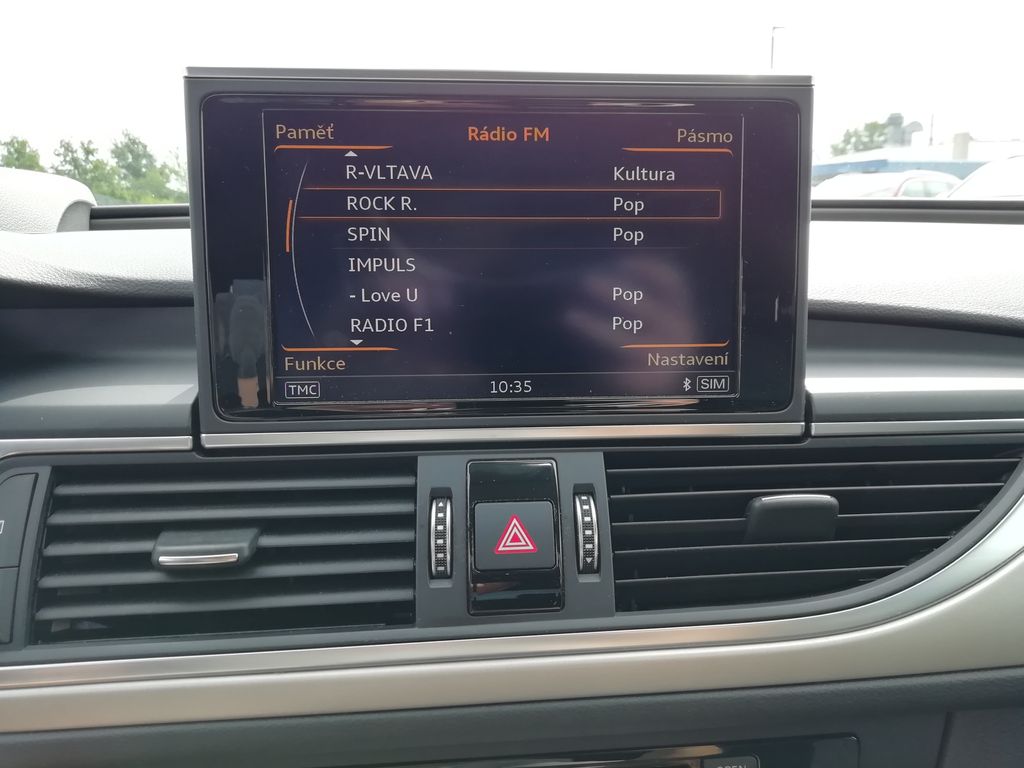 Paměť Rádio FM Pásmo
R-VLTAVA Kultura
ROCK R. Pop
SPIN Pop
IMPULS
- Love U Pop
RADIO F1 Pop
Funkce Nastavení
TMC 10:35 SIM
OPEN